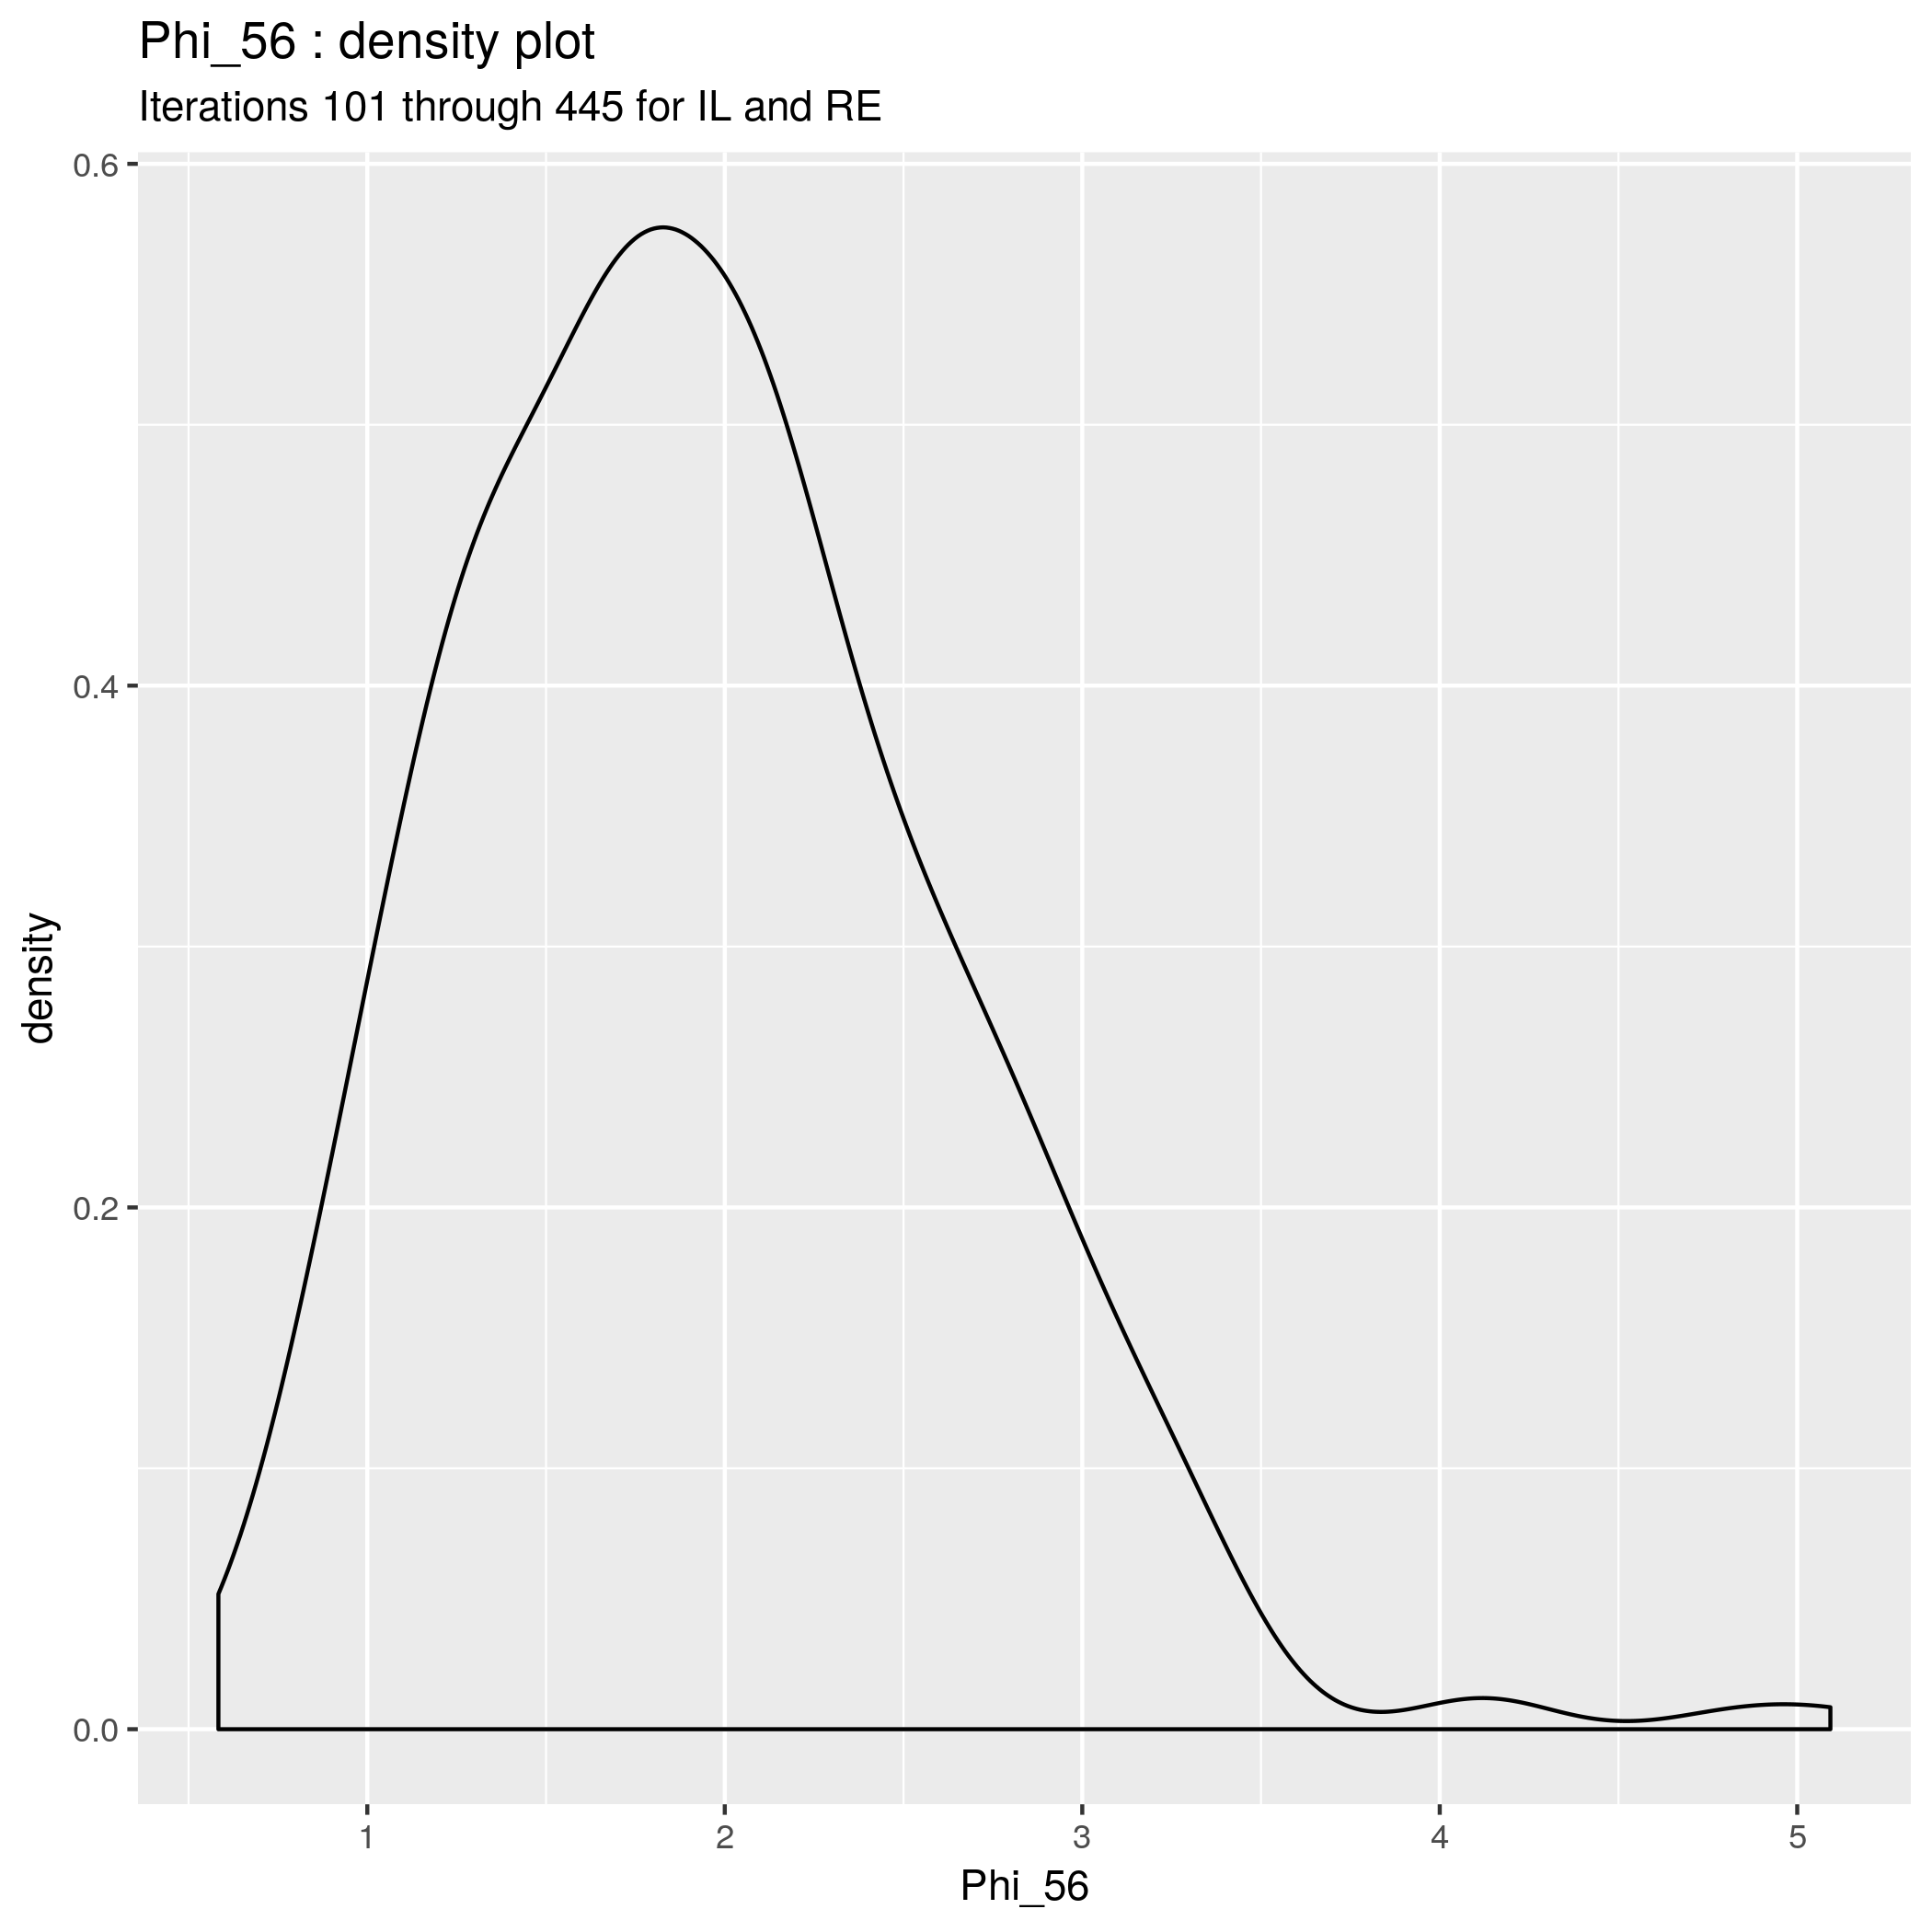 Phi_56 : density plot
Iterations 101 through 445 for IL and RE
0.6
0.4
0.2
0.0
density
1 2 3 4 5
Phi_56